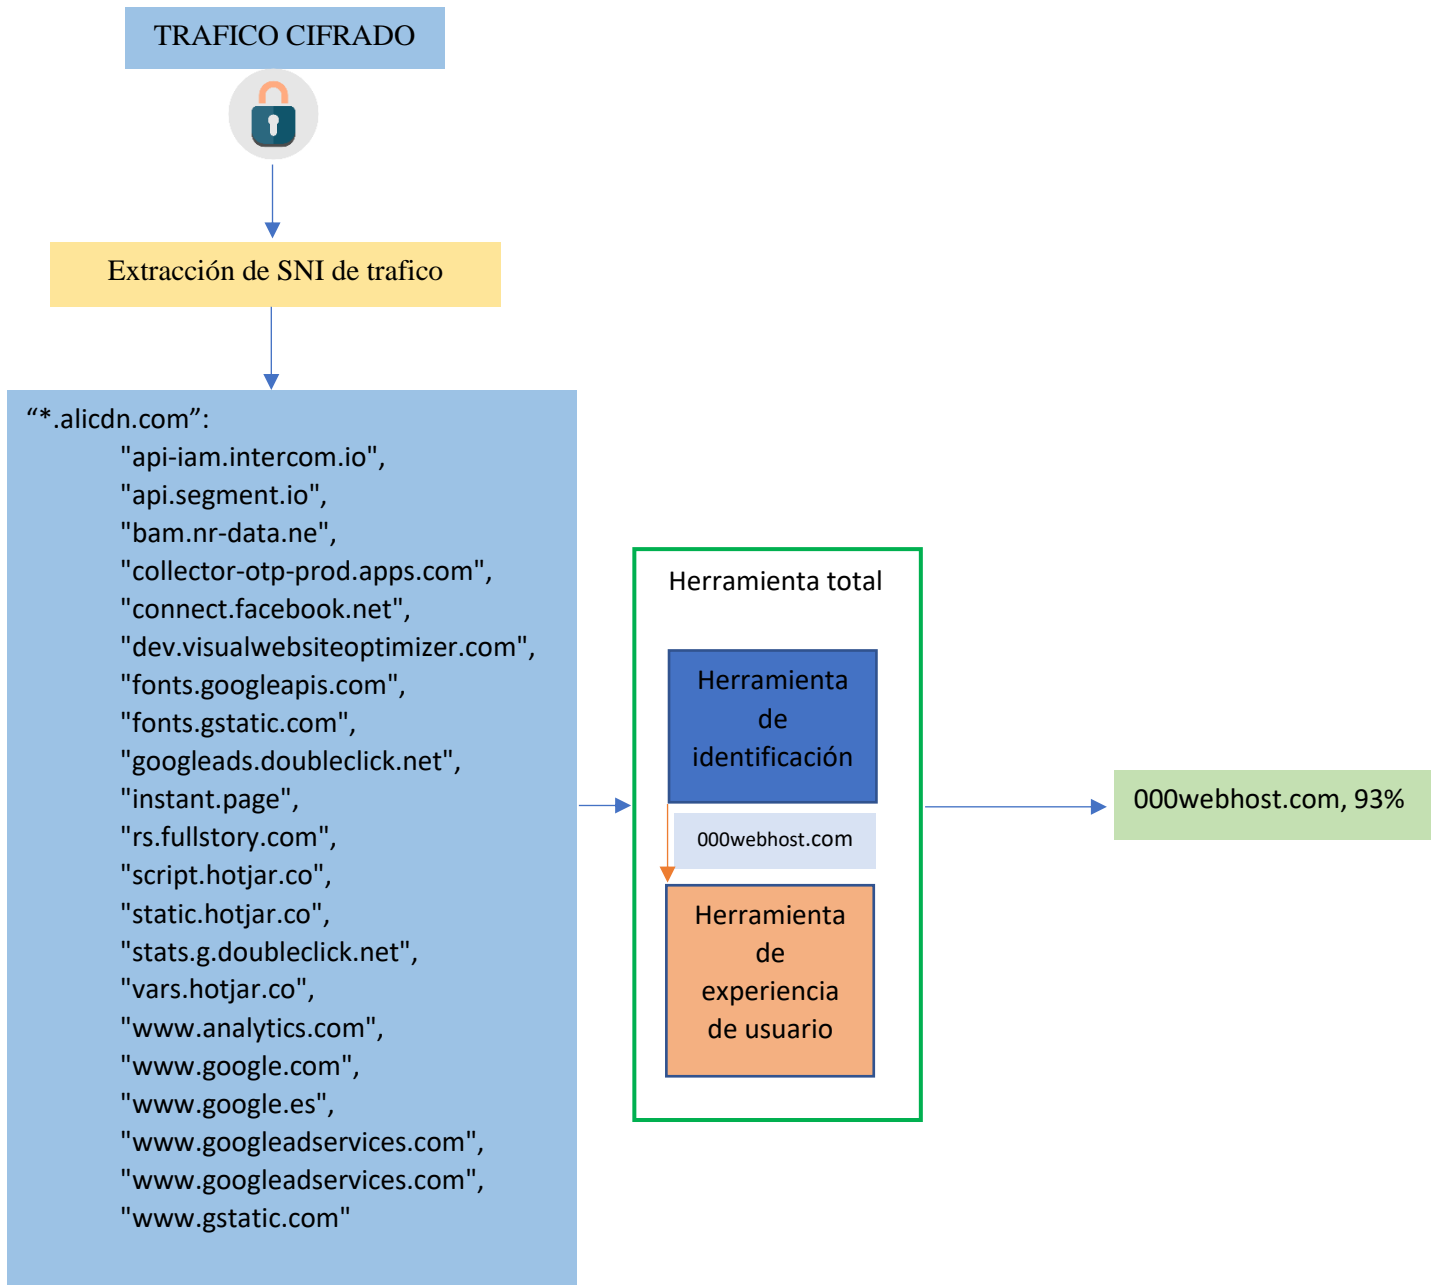 TRAFICO CIFRADO
Extracción de SNI de trafico
“*.alicdn.com”:
"api-iam.intercom.io",
"api.segment.io",
"bam.nr-data.ne",
"collector-otp-prod.apps.com",
"connect.facebook.net",
"dev.visualwebsiteoptimizer.com",
"fonts.googleapis.com",
"fonts.gstatic.com",
"googleads.doubleclick.net",
"instant.page",
"rs.fullstory.com",
"script.hotjar.co",
"static.hotjar.co",
"stats.g.doubleclick.net",
"vars.hotjar.co",
"www.analytics.com",
"www.google.com",
"www.google.es",
"www.googleadservices.com",
"www.googleadservices.com",
"www.gstatic.com"
Herramienta total
Herramienta
de
identificación
000webhost.com
Herramienta
de
experiencia
de usuario
000webhost.com, 93%